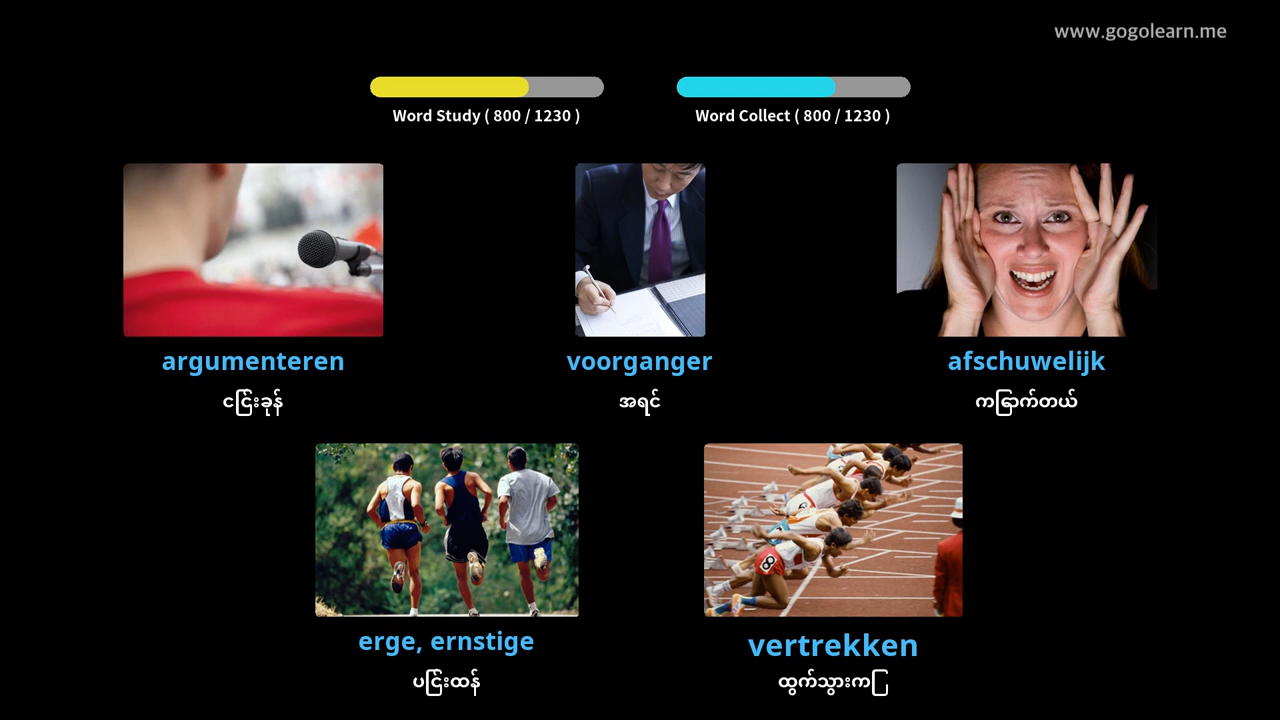 www.gogolearn.me
Word Study ( 800 / 1230 )
Word Collect ( 800 / 1230 )
argumenteren
ငြင်းခုန်
voorganger
အရင်
afschuwelijk
ကြောက်တယ်
erge, ernstige
ပြင်းထန်
vertrekken
ထွက်သွားကြ